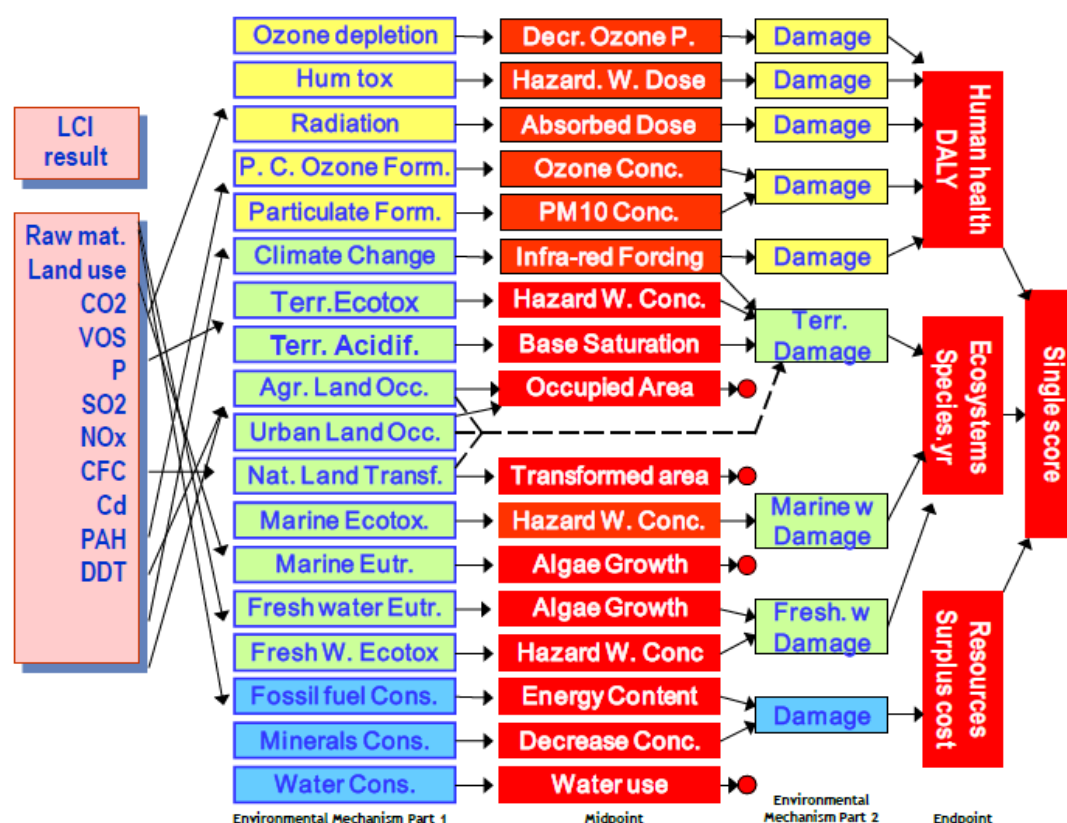 LCI
result
Raw mat.
Land use
CO2
VOS
P
SO2
NOx
CFC
Cd
PAH
DDT
Ozone depletion
Hum tox
Radiation
P. C. Ozone Form.
Particulate Form.
Climate Change
Terr.Ecotox
Terr. Acidif.
Agr. Land Occ.
Urban Land Occ.
Nat. Land Transf.
Marine Ecotox.
Marine Eutr.
Freshwater Eutr.
Fresh W. Ecotox
Fossil fuel Cons.
Minerals Cons.
Water Cons.
Environmental Mechanism Part 1
Decr. Ozone P.
Hazard. W. Dose
Absorbed Dose
Ozone Conc.
PM10 Conc.
Infra-red Forcing
Hazard W. Conc.
Base Saturation
Occupied Area
Transformed area
Hazard W. Conc.
Algae Growth
Algae Growth
Hazard W. Conc
Energy Content
Decrease Conc.
Water use
Midpoint
Damage
Damage
Damage
Damage
Damage
Terr.
Damage
Marine w
Damage
Fresh. w
Damage
Damage
Environmental
Mechanism Part 2
Human health
DALY
Ecosystems
Species.yr
Resources
Surplus cost
Endpoint
Single score